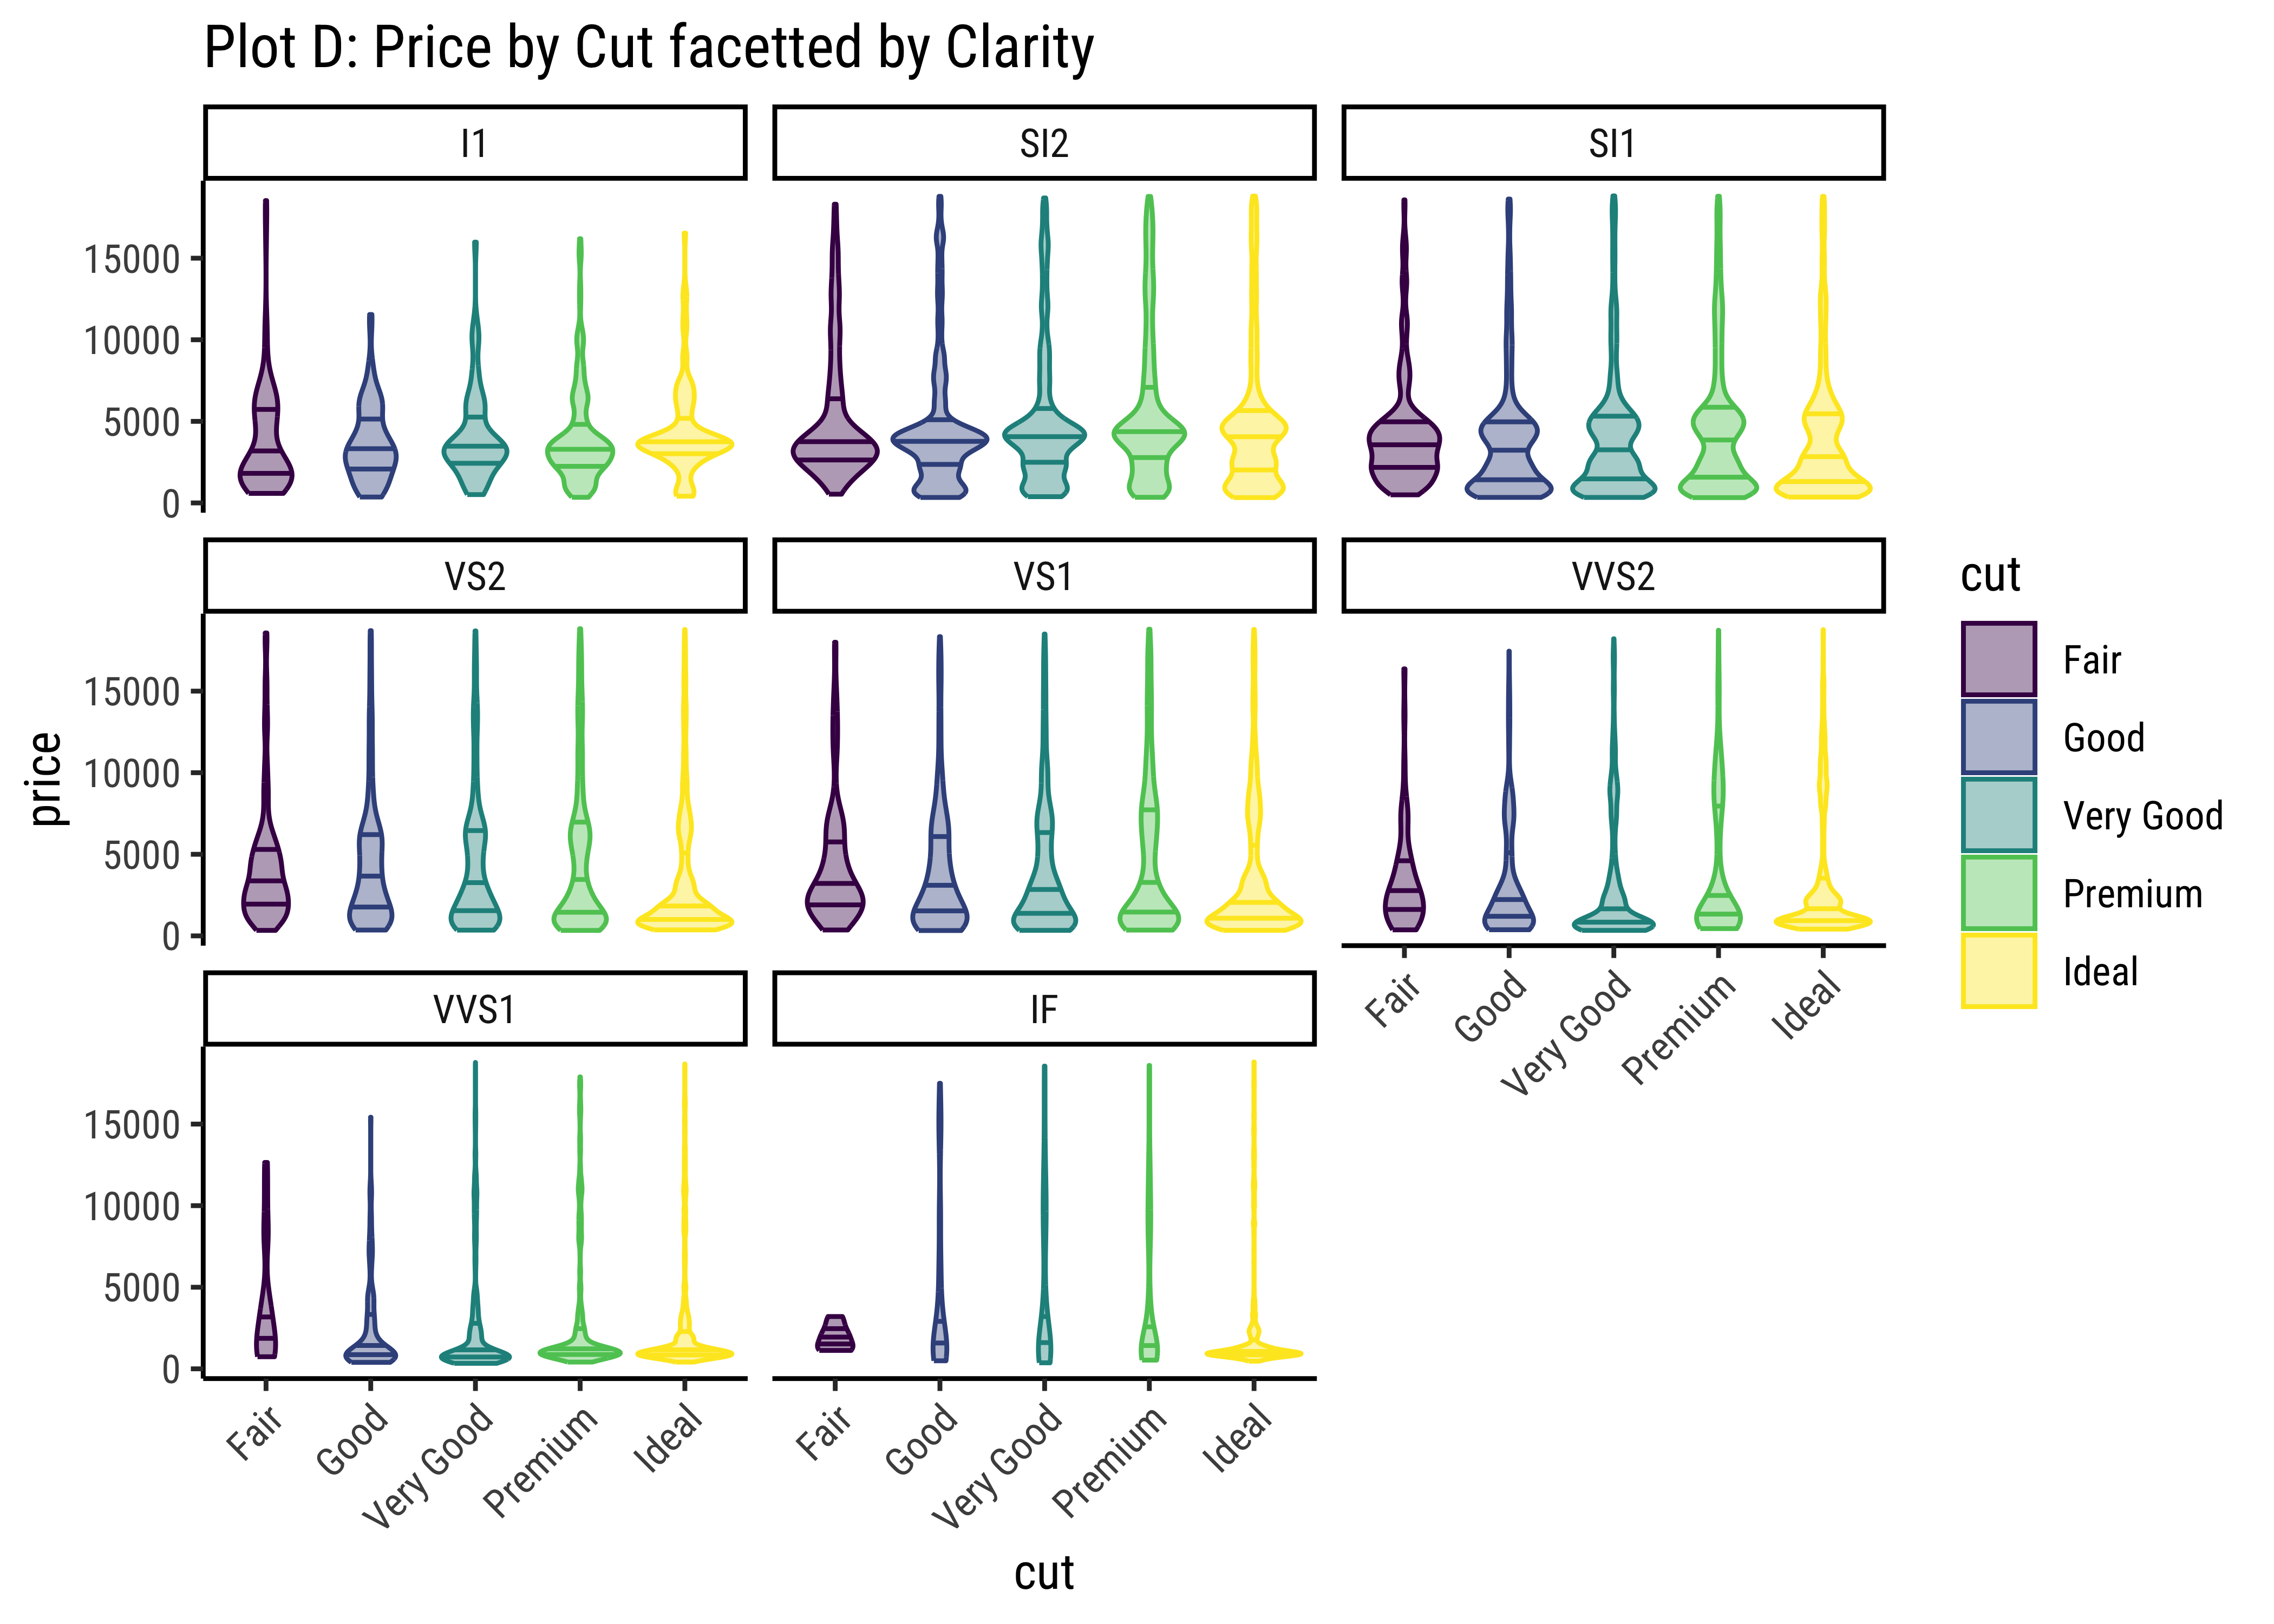 Plot D: Price by Cut facetted by Clarity
I1
SI2
SI1
15000
10000
5000
0
VS2
VS1
VVS2
15000
10000
5000
0
Fair
Good
Very Good
Premium
Ideal
VVS1
IF
15000
10000
5000
0
Fair
Good
Very Good
Premium
Ideal
Fair
Good
Very Good
Premium
Ideal
price
cut
cut
Fair
Good
Very Good
Premium
Ideal